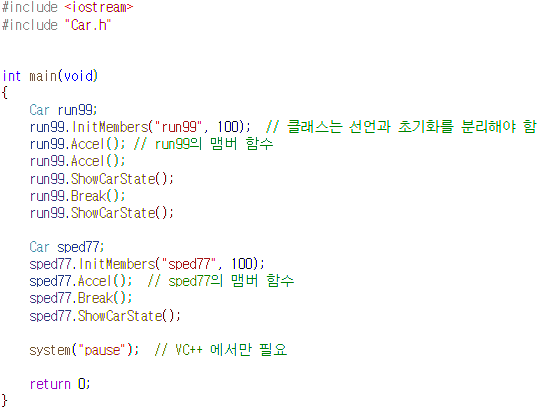 #include <iostream>
#include "Car.h"
int main(void)
{
Car run99;
run99.InitMembers("run99", 100);  // 클래스는 선언과 초기화를 분리해야 함
run99.Accel(); // run99의 맴버 함수
run99.Accel();
run99.ShowCarState();
run99.Break();
run99.ShowCarState();
Car sped77;
sped77.InitMembers("sped77", 100);
sped77.Accel();  // sped77의 맴버 함수
sped77.Break();
sped77.ShowCarState();
system("pause");  // VC++ 에서만 필요
return 0;
}